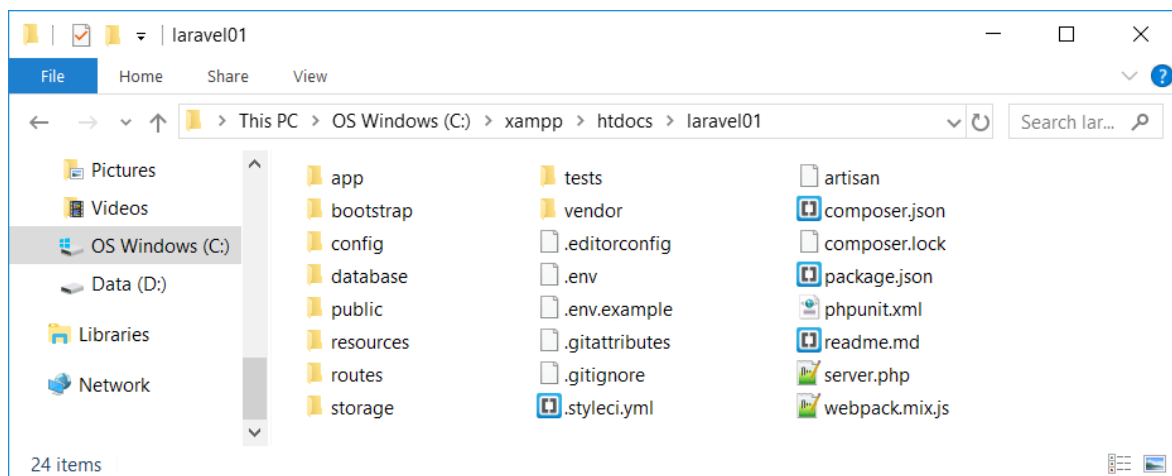 laravel01
File Home Share View
This PC > OS Windows (C:) > xampp > htdocs > laravel01 Search lar...
Pictures
Videos
OS Windows (C:)
Data (D:)
Libraries
Network
app
bootstrap
config
database
public
resources
routes
storage
tests
vendor
.editorconfig
.env
.env.example
.gitattributes
.gitignore
.styleci.yml
artisan
composer.json
composer.lock
package.json
phpunit.xml
readme.md
server.php
webpack.mix.js
24 items